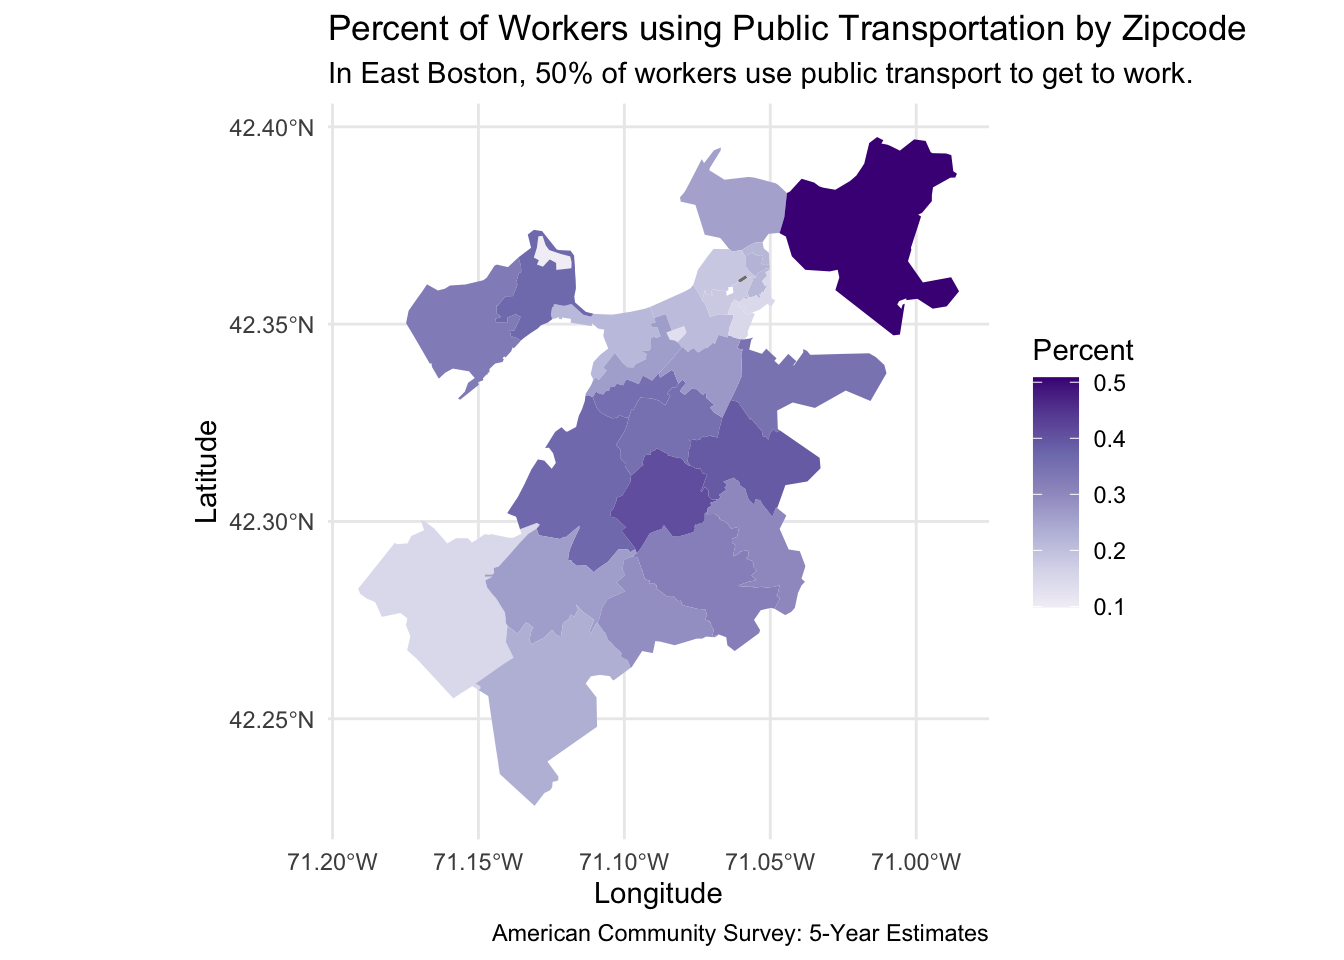 Percent of Workers using Public Transportation by Zipcode
In East Boston, 50% of workers use public transport to get to work.
42.40°N
42.35°N
42.30°N
42.25°N
Latitude
71.20°W 71.15°W 71.10°W 71.05°W 71.00°W
Longitude
Percent
0.5
0.4
0.3
0.2
0.1
American Community Survey: 5-Year Estimates